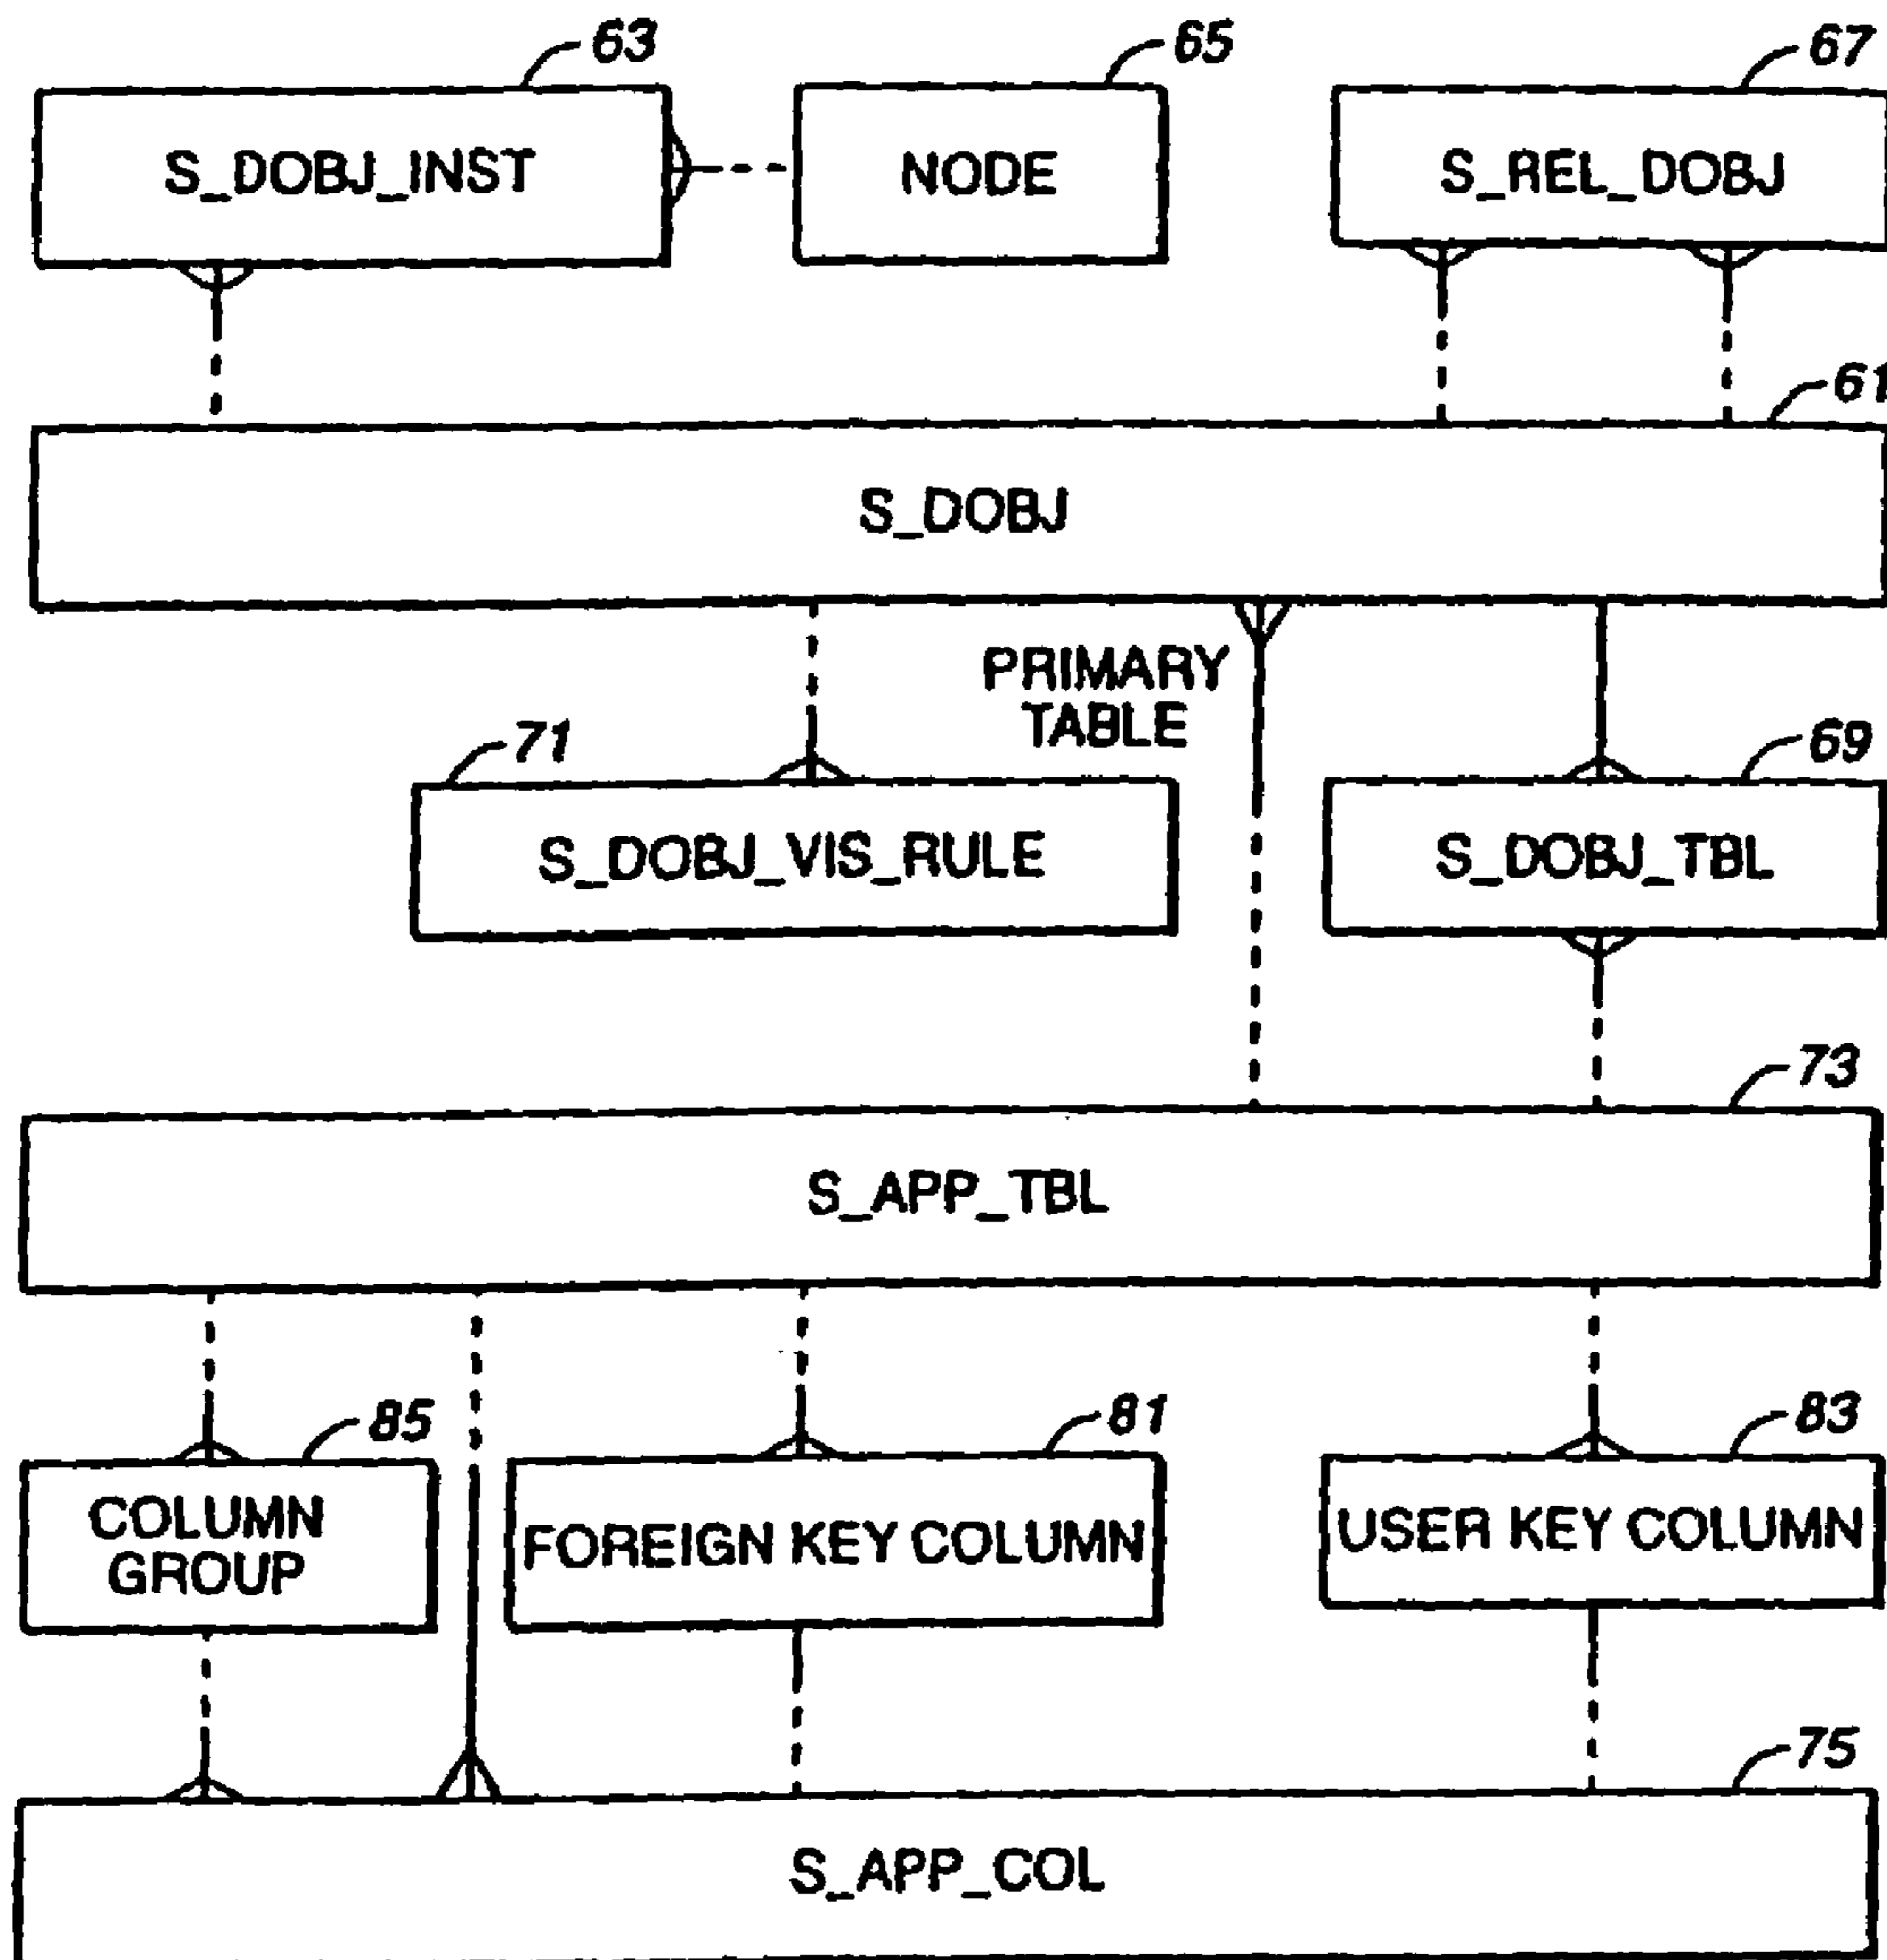 63
65
67
S_DOBJ_INST
NODE
S_REL_DOBJ
61
S_DOBJ
PRIMARY
TABLE
71
69
S_DOBJ_VIS_RULE
S_DOBJ_TBL
73
S_APP_TBL
85
81
83
COLUMN
GROUP
FOREIGN KEY COLUMN
USER KEY COLUMN
75
S_APP_COL